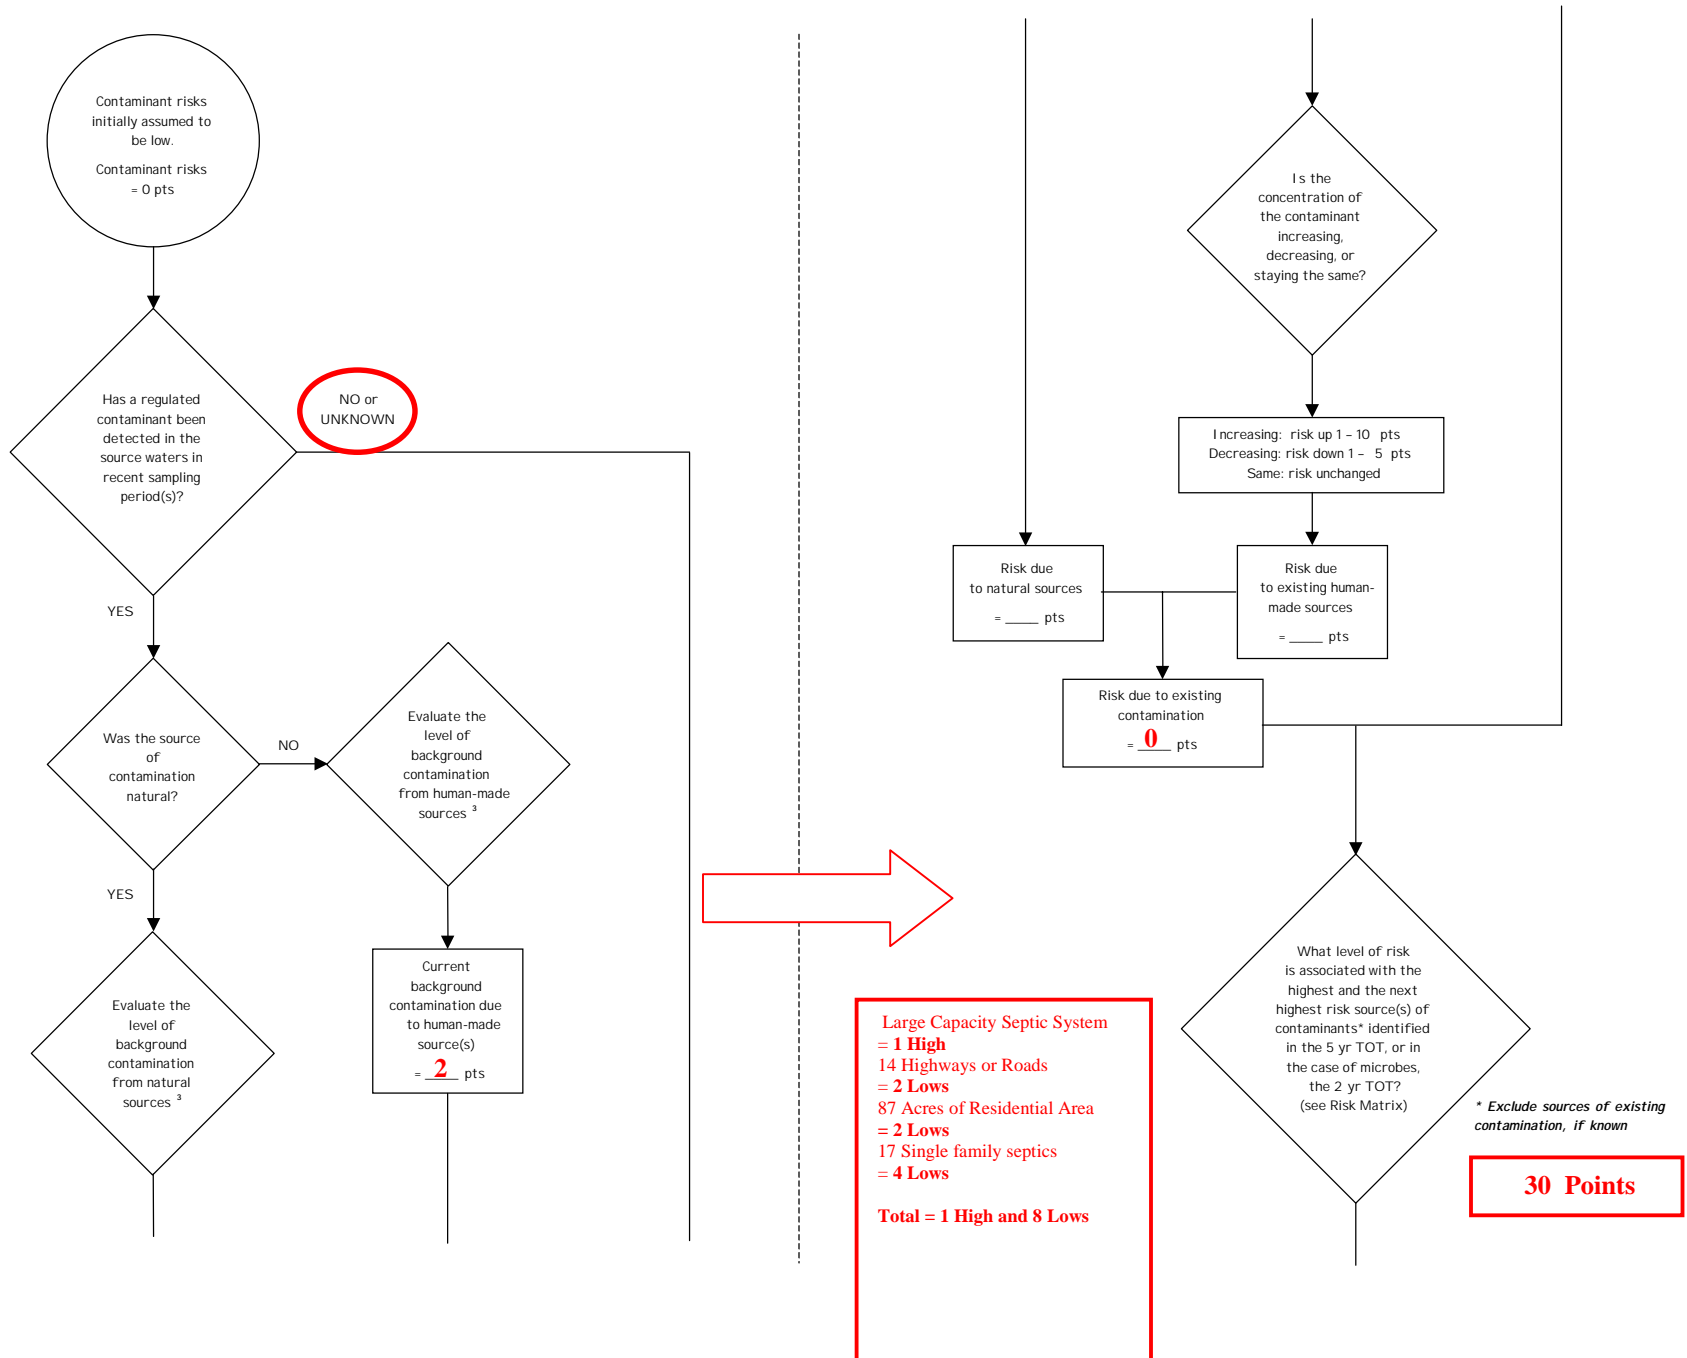 Contaminant risks
initially assumed to
be low.
Contaminant risks
= 0 pts
Has a regulated
contaminant been
detected in the
source waters in
recent sampling
period(s)?
NO or
UNKNOWN
YES
Was the source
of
contamination
natural?
NO
Evaluate the
level of
background
contamination
from human-made
sources ³
YES
Evaluate the
level of
background
contamination
from natural
sources ³
Current
background
contamination due
to human-made
source(s)
= 2 pts
Is the
concentration of
the contaminant
increasing,
decreasing, or
staying the same?
Increasing: risk up 1 – 10 pts
Decreasing: risk down 1 – 5 pts
Same: risk unchanged
Risk due
to natural sources
= _____ pts
Risk due
to existing human-
made sources
= _____ pts
Risk due to existing
contamination
= 0 pts
What level of risk
is associated with the
highest and the next
highest risk source(s) of
contaminants* identified
in the 5 yr TOT, or in
the case of microbes,
the 2 yr TOT?
(see Risk Matrix)
* Exclude sources of existing
contamination, if known
30 Points
Large Capacity Septic System
= 1 High
14 Highways or Roads
= 2 Lows
87 Acres of Residential Area
= 2 Lows
17 Single family septics
= 4 Lows
Total = 1 High and 8 Lows